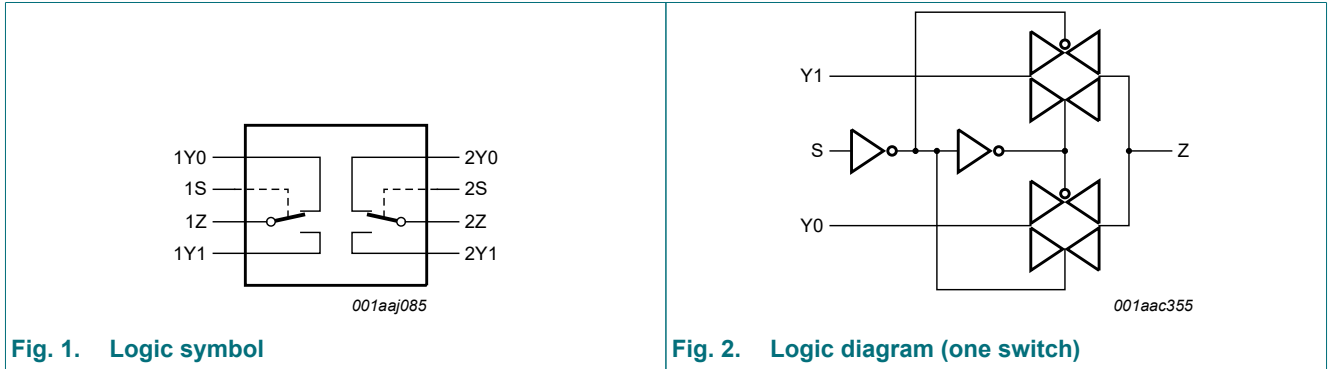 1Y0
1S
1Z
1Y1
2Y0
2S
2Z
2Y1
001aaj085
Fig. 1. Logic symbol
Y1
S
Y0
Z
001aac355
Fig. 2. Logic diagram (one switch)